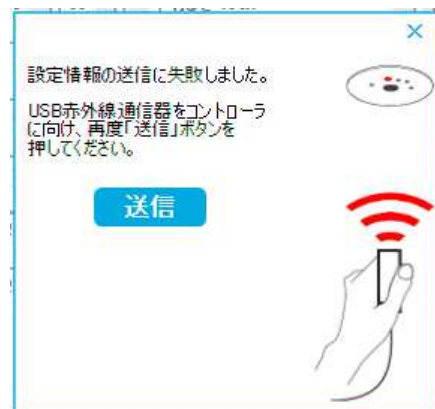 設定情報の送信に失敗しました。
USB赤外線通信器をコントローラ
に向け、再度「送信」ボタンを
押してください。
送信